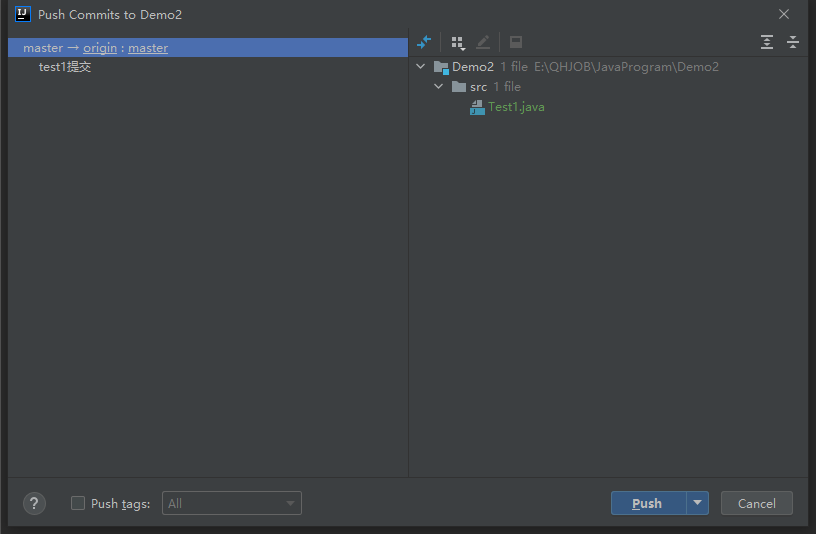 Push Commits to Demo2
master → origin : master
test1提交
Demo2 1 file E:\QHJOB\JavaProgram\Demo2
src 1 file
Test1.java
? Push tags: All
Push Cancel